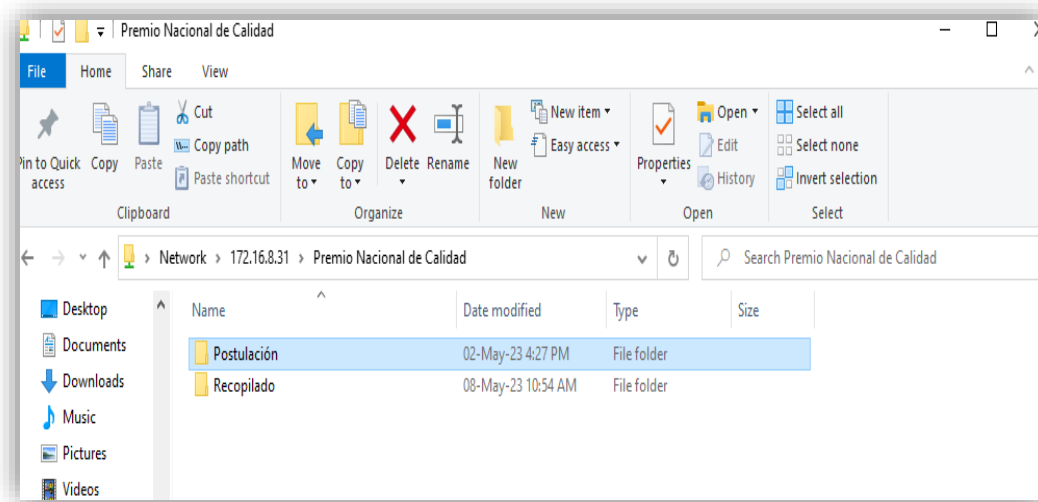 Premio Nacional de Calidad
File Home Share View
Pin to Quick access
Copy
Paste
Cut
Copy path
Paste shortcut
Clipboard
Move to
Copy to
Delete
Rename
Organize
New folder
New item
Easy access
New
Properties
Open
Edit
History
Open
Select all
Select none
Invert selection
Select
Network > 172.16.8.31 > Premio Nacional de Calidad
Search Premio Nacional de Calidad
Desktop
Documents
Downloads
Music
Pictures
Videos
Name Date modified Type Size
Postulación 02-May-23 4:27 PM File folder
Recopilado 08-May-23 10:54 AM File folder